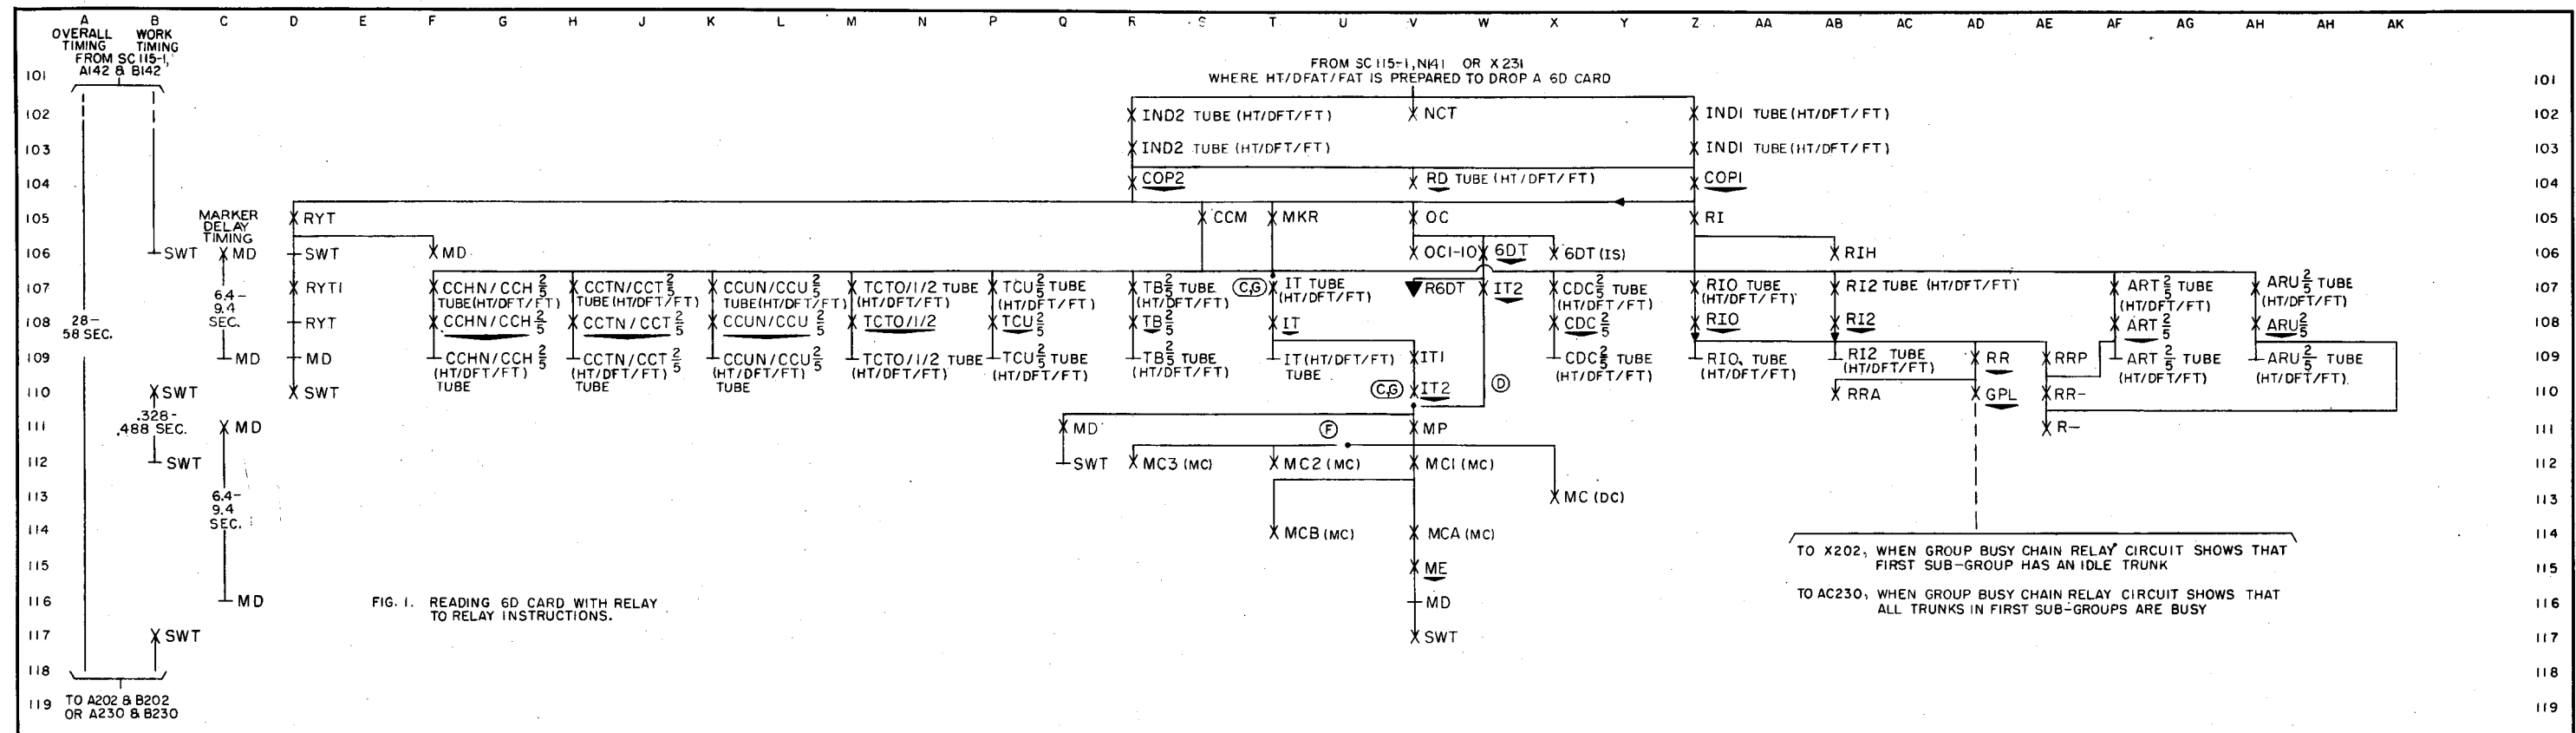 A B C D E F G H J K L M N P Q R S T U V W X Y Z AA AB AC AD AE AF AG AH AH AK
OVERALL TIMING
WORK TIMING
FROM SC 115-1,
A142 & B142
FROM SC 115-1, N141 OR X 231
WHERE HT/DFAT/FAT IS PREPARED TO DROP A 6D CARD
101 101
102 IND2 TUBE (HT/DFT/FT) NCT IND1 TUBE (HT/DFT/FT) 102
103 IND2 TUBE (HT/DFT/FT) IND1 TUBE (HT/DFT/FT) 103
104 COP2 RD TUBE (HT/DFT/FT) COP1 104
MARKER
DELAY
TIMING
105 RYT CCM MKR OC RI 105
106 SWT MD SWT MD OC1-10 6DT 6DT (IS) RIH 106
107 RYT1 CCHN/CCH 2/5 CCTN/CCT 2/5 CCUN/CCU 2/5 TCTO/1/2 TUBE TCU 2/5 TUBE TB 2/5 TUBE C,G IT TUBE R6DT IT2 CDC 2/5 TUBE RIO TUBE RI2 TUBE (HT/DFT/FT) ART 2/5 TUBE ARU 2/5 TUBE 107
TUBE (HT/DFT/FT) TUBE (HT/DFT/FT) TUBE (HT/DFT/FT) (HT/DFT/FT) (HT/DFT/FT) (HT/DFT/FT) (HT/DFT/FT) (HT/DFT/FT) (HT/DFT/FT) (HT/DFT/FT) (HT/DFT/FT)
6.4-
9.4
SEC.
28-
58 SEC.
108 RYT CCHN/CCH 2/5 CCTN/CCT 2/5 CCUN/CCU 2/5 TCTO/1/2 TCU 2/5 TB 2/5 IT CDC 2/5 RIO RI2 ART 2/5 ARU 2/5 108
109 MD MD CCHN/CCH 2/5 CCTN/CCT 2/5 CCUN/CCU 2/5 TCTO/1/2 TUBE TCU 2/5 TUBE TB 2/5 TUBE IT (HT/DFT/FT) IT1 CDC 2/5 TUBE RIO TUBE RI2 TUBE RR RRP ART 2/5 TUBE ARU 2/5 TUBE 109
(HT/DFT/FT) (HT/DFT/FT) (HT/DFT/FT) (HT/DFT/FT) (HT/DFT/FT) (HT/DFT/FT) TUBE (HT/DFT/FT) (HT/DFT/FT) (HT/DFT/FT) (HT/DFT/FT) (HT/DFT/FT).
TUBE TUBE TUBE
110 SWT SWT C,G IT2 D RRA GPL RR- 110
.328-
.488 SEC.
111 MD MD F MP R- 111
112 SWT SWT MC3 (MC) MC2 (MC) MC1 (MC) 112
6.4-
9.4
SEC.
113 MC (DC) 113
114 MCB (MC) MCA (MC) 114
TO X202, WHEN GROUP BUSY CHAIN RELAY CIRCUIT SHOWS THAT
FIRST SUB-GROUP HAS AN IDLE TRUNK
115 ME 115
116 MD MD 116
FIG. 1. READING 6D CARD WITH RELAY
TO RELAY INSTRUCTIONS.
TO AC230, WHEN GROUP BUSY CHAIN RELAY CIRCUIT SHOWS THAT
ALL TRUNKS IN FIRST SUB-GROUPS ARE BUSY
117 SWT SWT 117
118 118
119 119
TO A202 & B202
OR A230 & B230